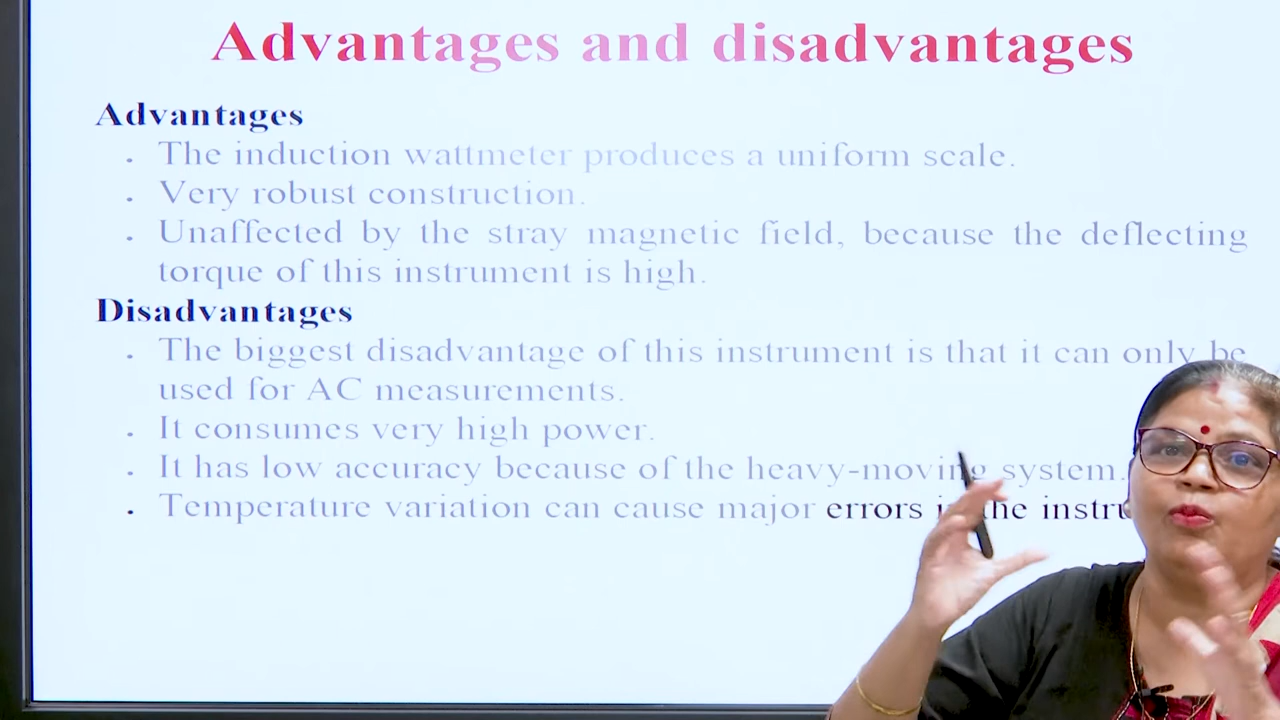 Advantages and disadvantages
Advantages
. The induction wattmeter produces a uniform scale.
. Very robust construction.
. Unaffected by the stray magnetic field, because the deflecting
torque of this instrument is high.
Disadvantages
. The biggest disadvantage of this instrument is that it can only be
used for AC measurements.
. It consumes very high power.
. It has low accuracy because of the heavy-moving system.
. Temperature variation can cause major errors the